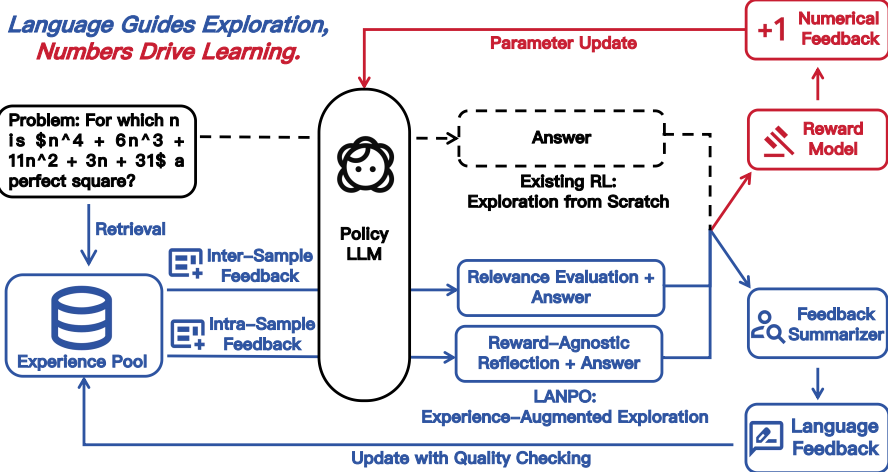 Language Guides Exploration,
Numbers Drive Learning.
Parameter Update
+1 Numerical
Feedback
Problem: For which n
is $n^4 + 6n^3 +
11n^2 + 3n + 31$ a
perfect square?
Answer
Existing RL:
Exploration from Scratch
Reward
Model
Policy
LLM
Retrieval
Inter-Sample
Feedback
Intra-Sample
Feedback
Experience Pool
Relevance Evaluation +
Answer
Reward-Agnostic
Reflection + Answer
LANPO:
Experience-Augmented Exploration
Feedback
Summarizer
Language
Feedback
Update with Quality Checking